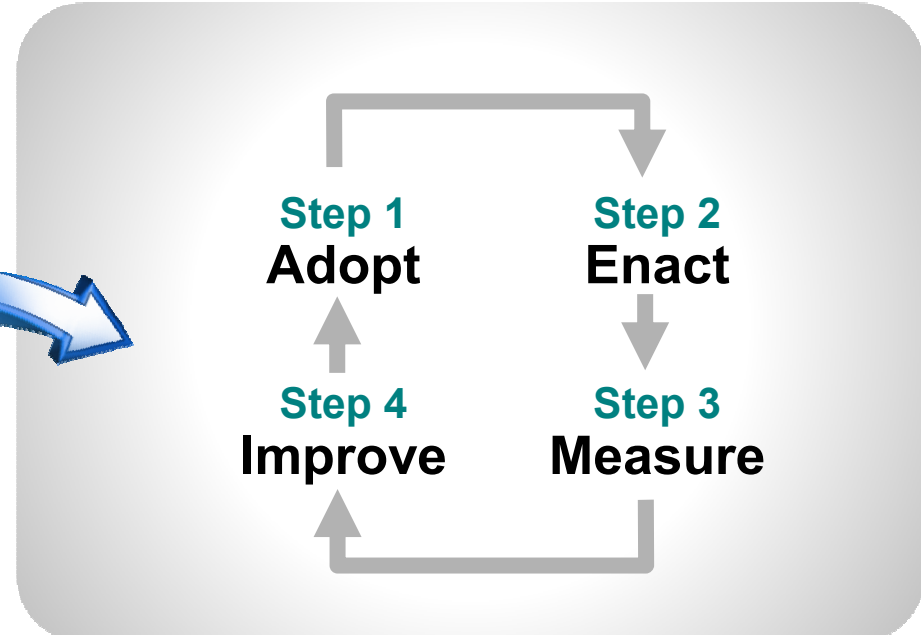 Step 1
Adopt
Step 2
Enact
Step 3
Measure
Step 4
Improve